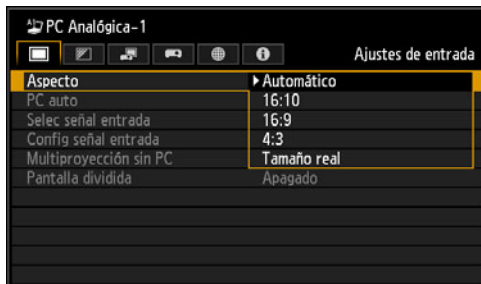 PC Analógica-1
Ajustes de entrada
Aspecto Automático
PC auto 16:10
Selec señal entrada 16:9
Config señal entrada 4:3
Multiproyección sin PC Tamaño real
Pantalla dividida Apagado